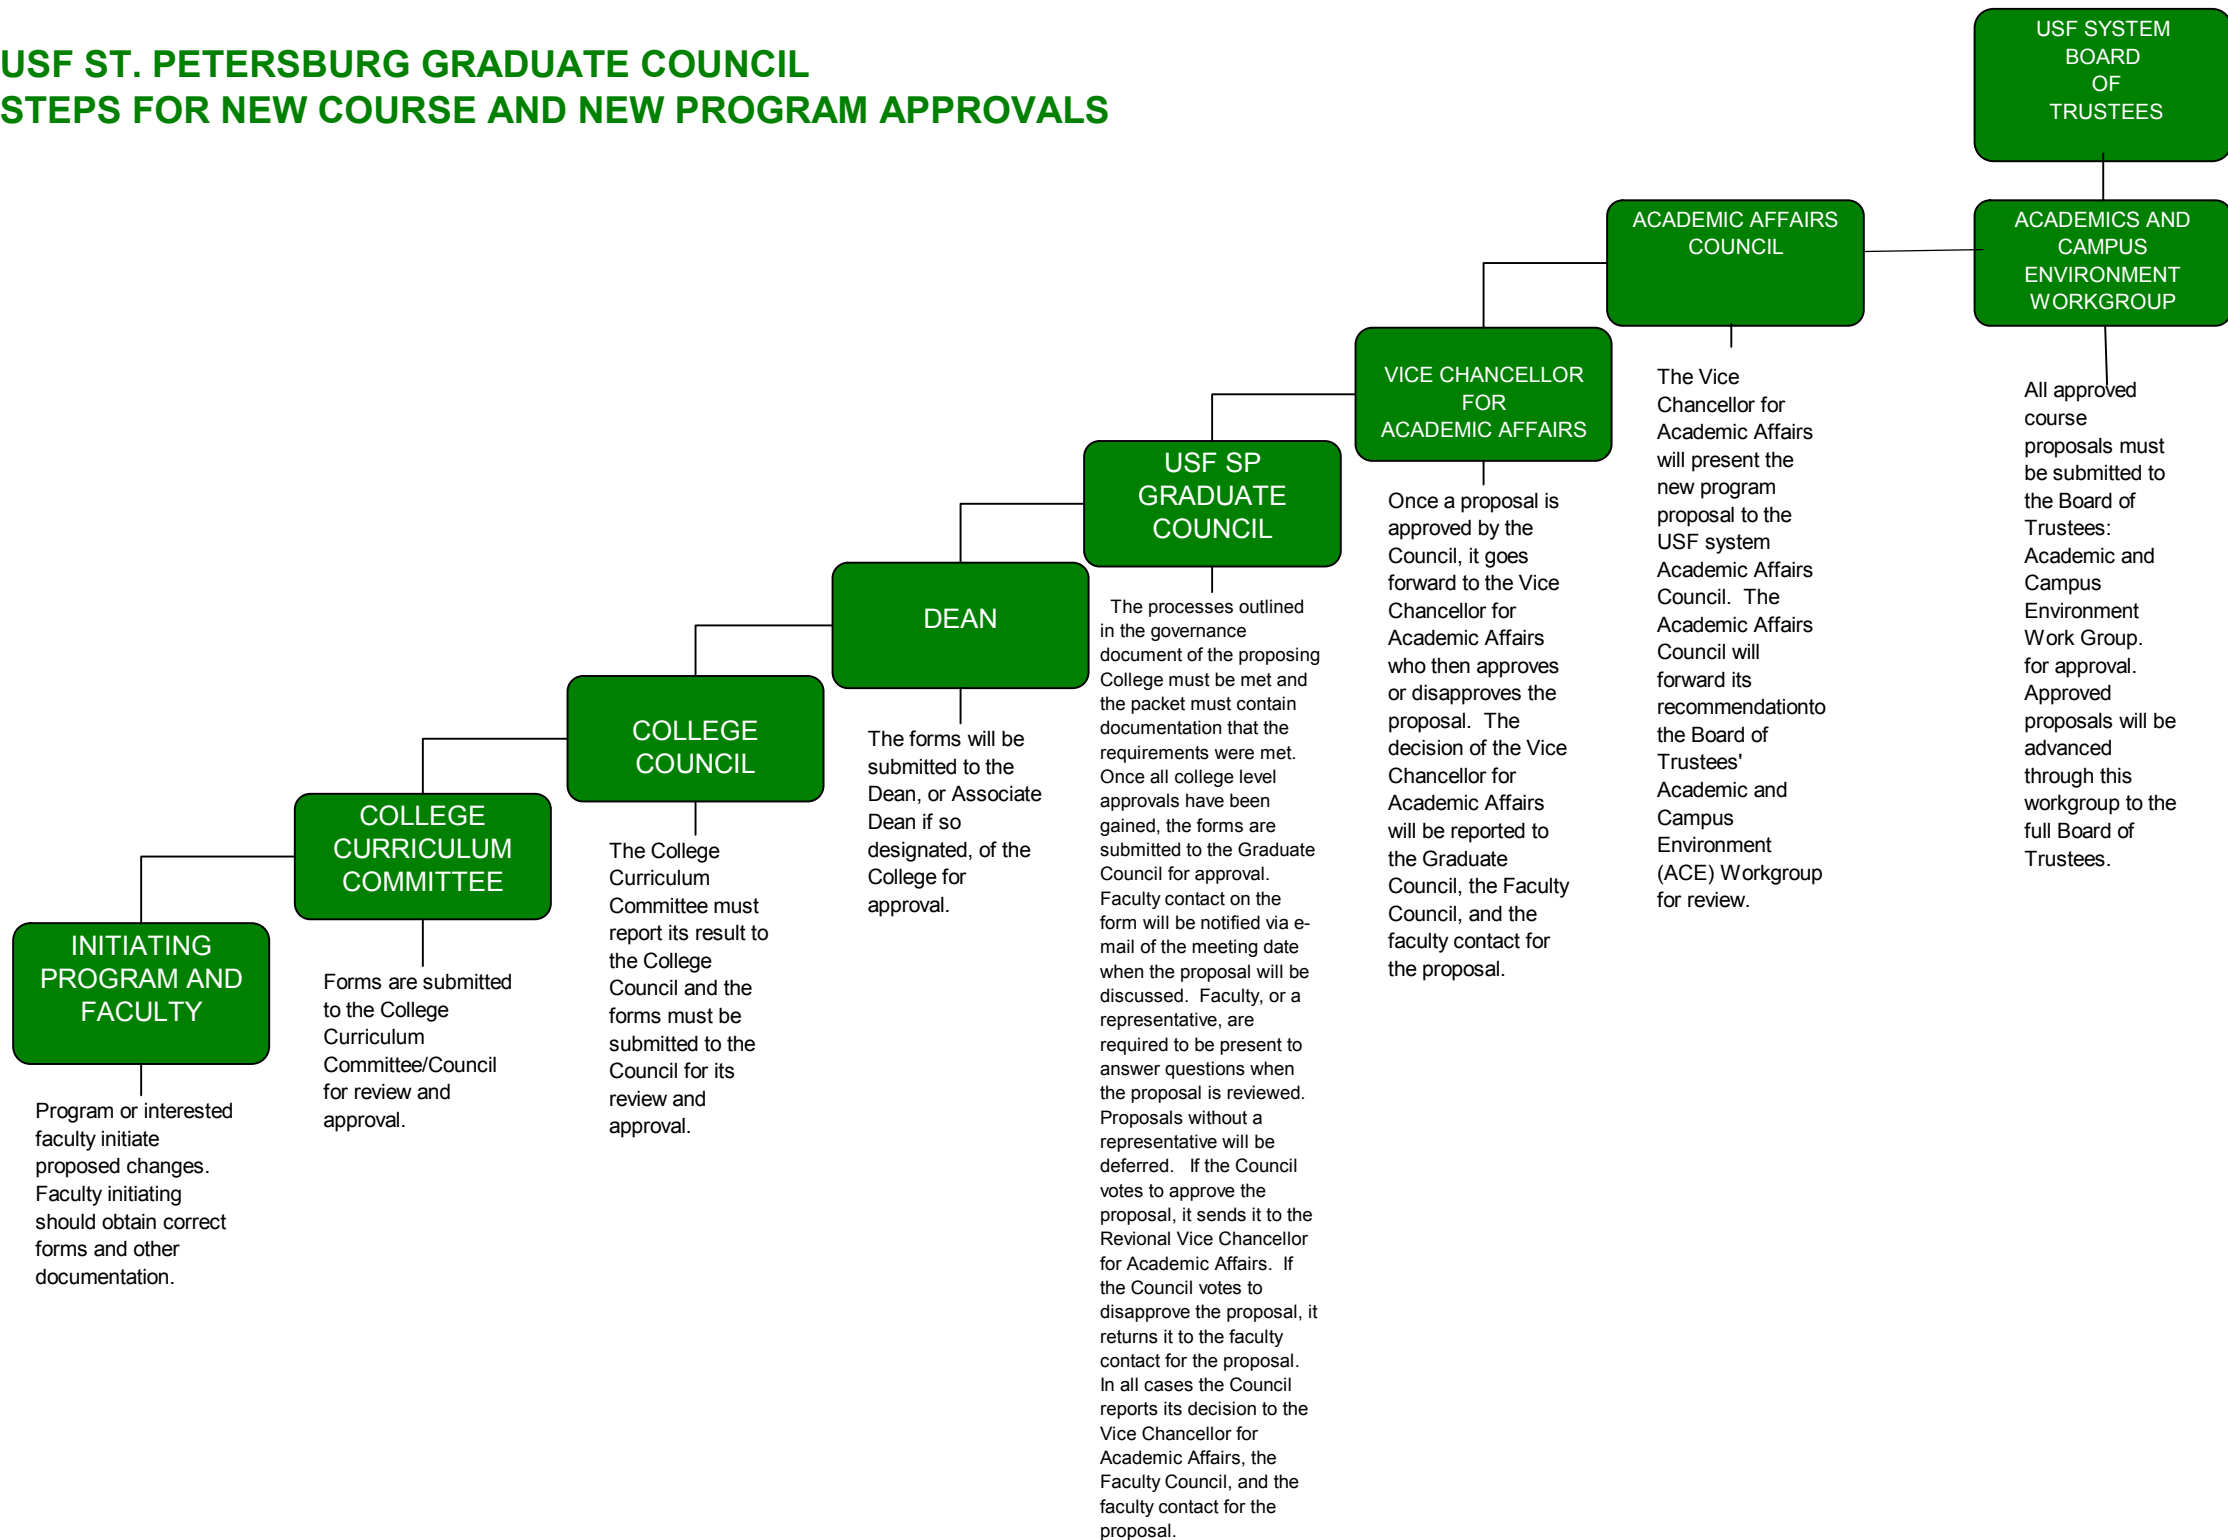 USF ST. PETERSBURG GRADUATE COUNCIL
STEPS FOR NEW COURSE AND NEW PROGRAM APPROVALS
INITIATING
PROGRAM AND
FACULTY
Program or interested
faculty initiate
proposed changes.
Faculty initiating
should obtain correct
forms and other
documentation.
COLLEGE
CURRICULUM
COMMITTEE
Forms are submitted
to the College
Curriculum
Committee/Council
for review and
approval.
COLLEGE
COUNCIL
The College
Curriculum
Committee must
report its result to
the College
Council and the
forms must be
submitted to the
Council for its
review and
approval.
DEAN
The forms will be
submitted to the
Dean, or Associate
Dean if so
designated, of the
College for
approval.
USF SP
GRADUATE
COUNCIL
The processes outlined
in the governance
document of the proposing
College must be met and
the packet must contain
documentation that the
requirements were met.
Once all college level
approvals have been
gained, the forms are
submitted to the Graduate
Council for approval.
Faculty contact on the
form will be notified via e-
mail of the meeting date
when the proposal will be
discussed.  Faculty, or a
representative, are
required to be present to
answer questions when
the proposal is reviewed.
Proposals without a
representative will be
deferred.   If the Council
votes to approve the
proposal, it sends it to the
Revional Vice Chancellor
for Academic Affairs.  If
the Council votes to
disapprove the proposal, it
returns it to the faculty
contact for the proposal.
In all cases the Council
reports its decision to the
Vice Chancellor for
Academic Affairs, the
Faculty Council, and the
faculty contact for the
proposal.
VICE CHANCELLOR
FOR
ACADEMIC AFFAIRS
Once a proposal is
approved by the
Council, it goes
forward to the Vice
Chancellor for
Academic Affairs
who then approves
or disapproves the
proposal.  The
decision of the Vice
Chancellor for
Academic Affairs
will be reported to
the Graduate
Council, the Faculty
Council, and the
faculty contact for
the proposal.
ACADEMIC AFFAIRS
COUNCIL
The Vice
Chancellor for
Academic Affairs
will present the
new program
proposal to the
USF system
Academic Affairs
Council.  The
Academic Affairs
Council will
forward its
recommendationto
the Board of
Trustees'
Academic and
Campus
Environment
(ACE) Workgroup
for review.
USF SYSTEM
BOARD
OF
TRUSTEES
ACADEMICS AND
CAMPUS
ENVIRONMENT
WORKGROUP
All approved
course
proposals must
be submitted to
the Board of
Trustees:
Academic and
Campus
Environment
Work Group.
for approval.
Approved
proposals will be
advanced
through this
workgroup to the
full Board of
Trustees.